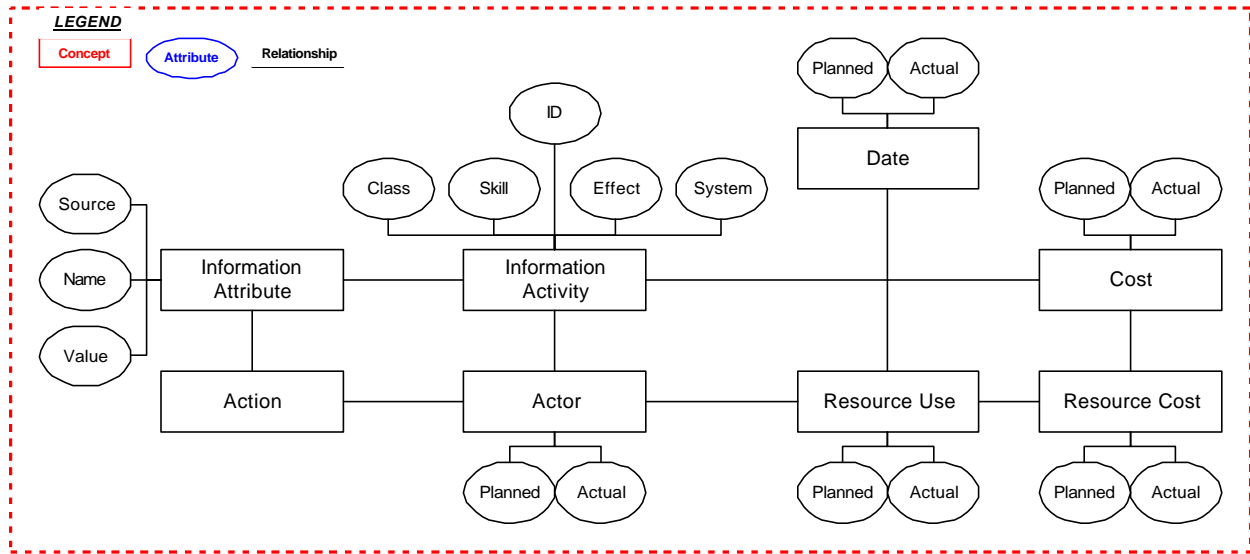 LEGEND
Concept
Attribute
Relationship
Planned
Actual
ID
Date
Class
Skill
Effect
System
Planned
Actual
Source
Name
Value
Information
Attribute
Information
Activity
Cost
Action
Actor
Resource Use
Resource Cost
Planned
Actual
Planned
Actual
Planned
Actual